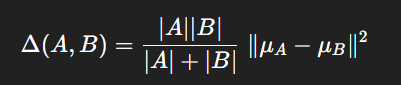 Δ(A, B) = |A||B| / (|A| + |B|) ‖μ_A − μ_B‖²